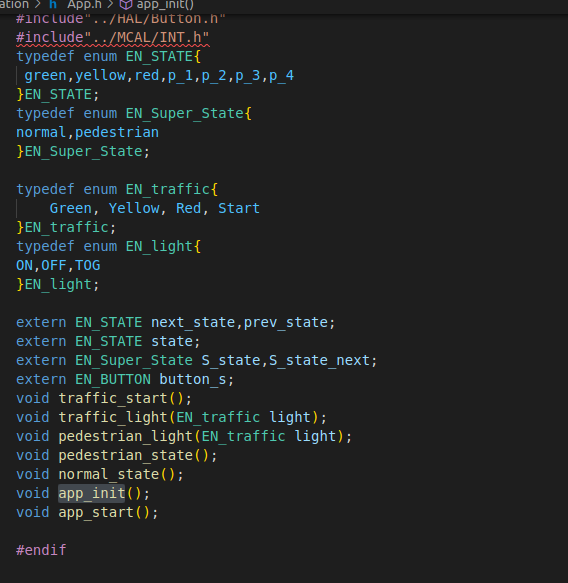 ation > h App.h > app_init()
#include"../HAL/Button.h"
#include"../MCAL/INT.h"
typedef enum EN_STATE{
 green,yellow,red,p_1,p_2,p_3,p_4
}EN_STATE;
typedef enum EN_Super_State{
normal,pedestrian
}EN_Super_State;

typedef enum EN_traffic{
    Green, Yellow, Red, Start
}EN_traffic;
typedef enum EN_light{
ON,OFF,TOG
}EN_light;

extern EN_STATE next_state,prev_state;
extern EN_STATE state;
extern EN_Super_State S_state,S_state_next;
extern EN_BUTTON button_s;
void traffic_start();
void traffic_light(EN_traffic light);
void pedestrian_light(EN_traffic light);
void pedestrian_state();
void normal_state();
void app_init();
void app_start();

#endif